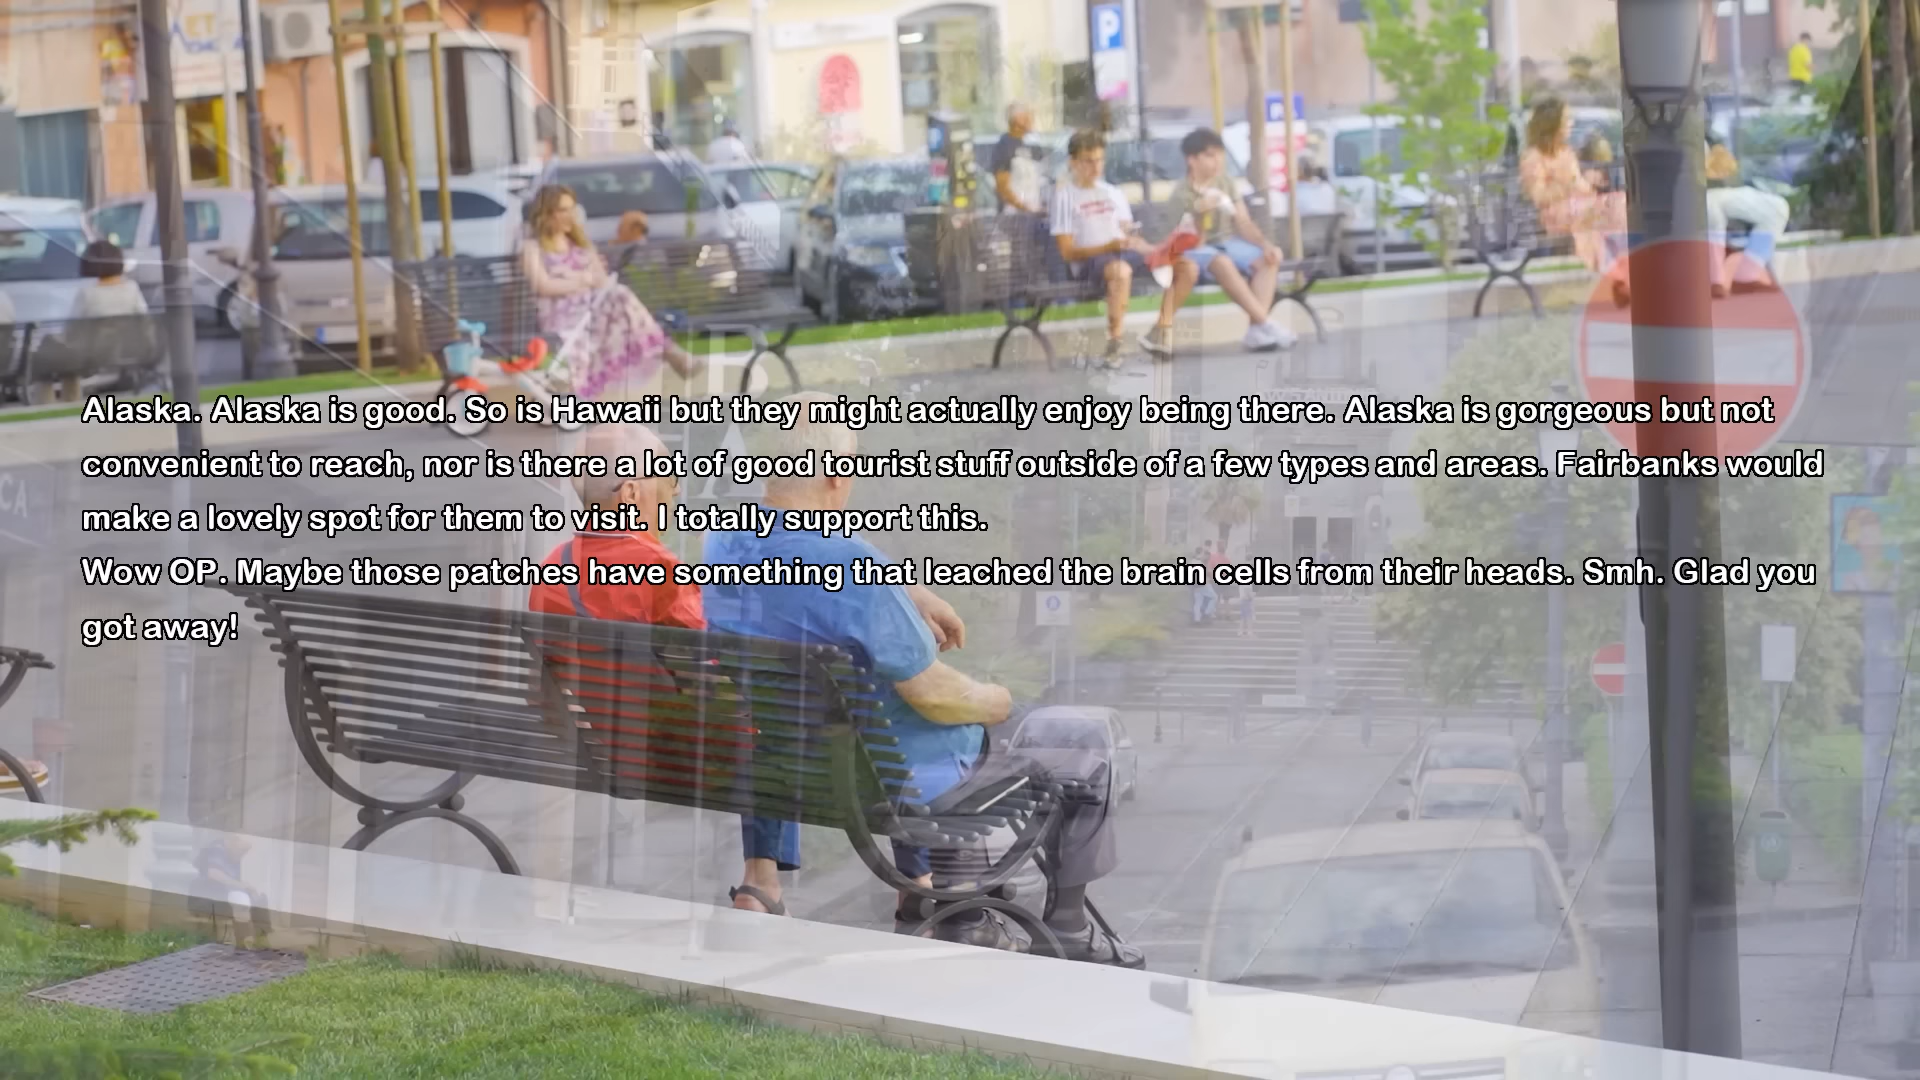 Alaska. Alaska is good. So is Hawaii but they might actually enjoy being there. Alaska is gorgeous but not
convenient to reach, nor is there a lot of good tourist stuff outside of a few types and areas. Fairbanks would
make a lovely spot for them to visit. I totally support this.
Wow OP. Maybe those patches have something that leached the brain cells from their heads. Smh. Glad you
got away!
P